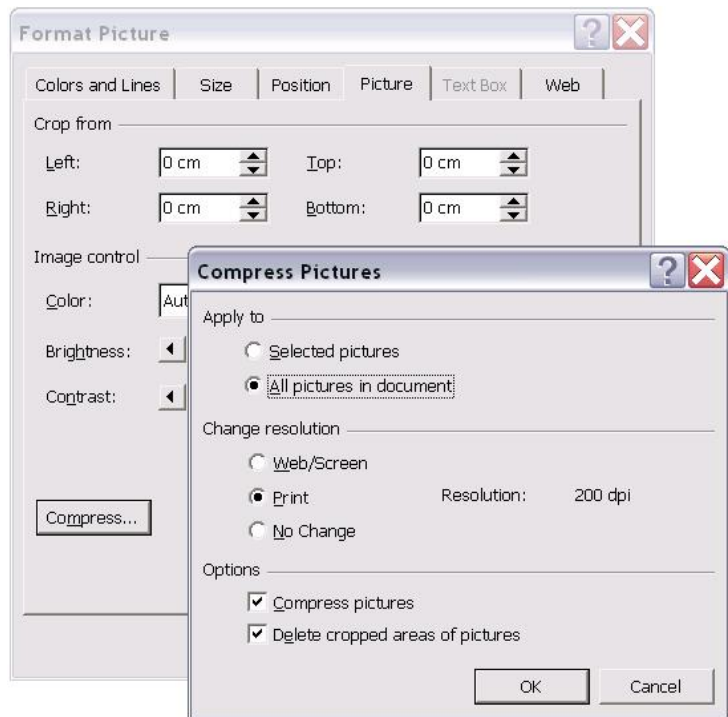 Format Picture
Colors and Lines Size Position Picture Text Box Web
Crop from
Left: 0 cm Top: 0 cm
Right: 0 cm Bottom: 0 cm
Image control
Color: Aut
Brightness:
Contrast:
Compress...
Compress Pictures
Apply to
Selected pictures
All pictures in document
Change resolution
Web/Screen
Print Resolution: 200 dpi
No Change
Options
Compress pictures
Delete cropped areas of pictures
OK Cancel